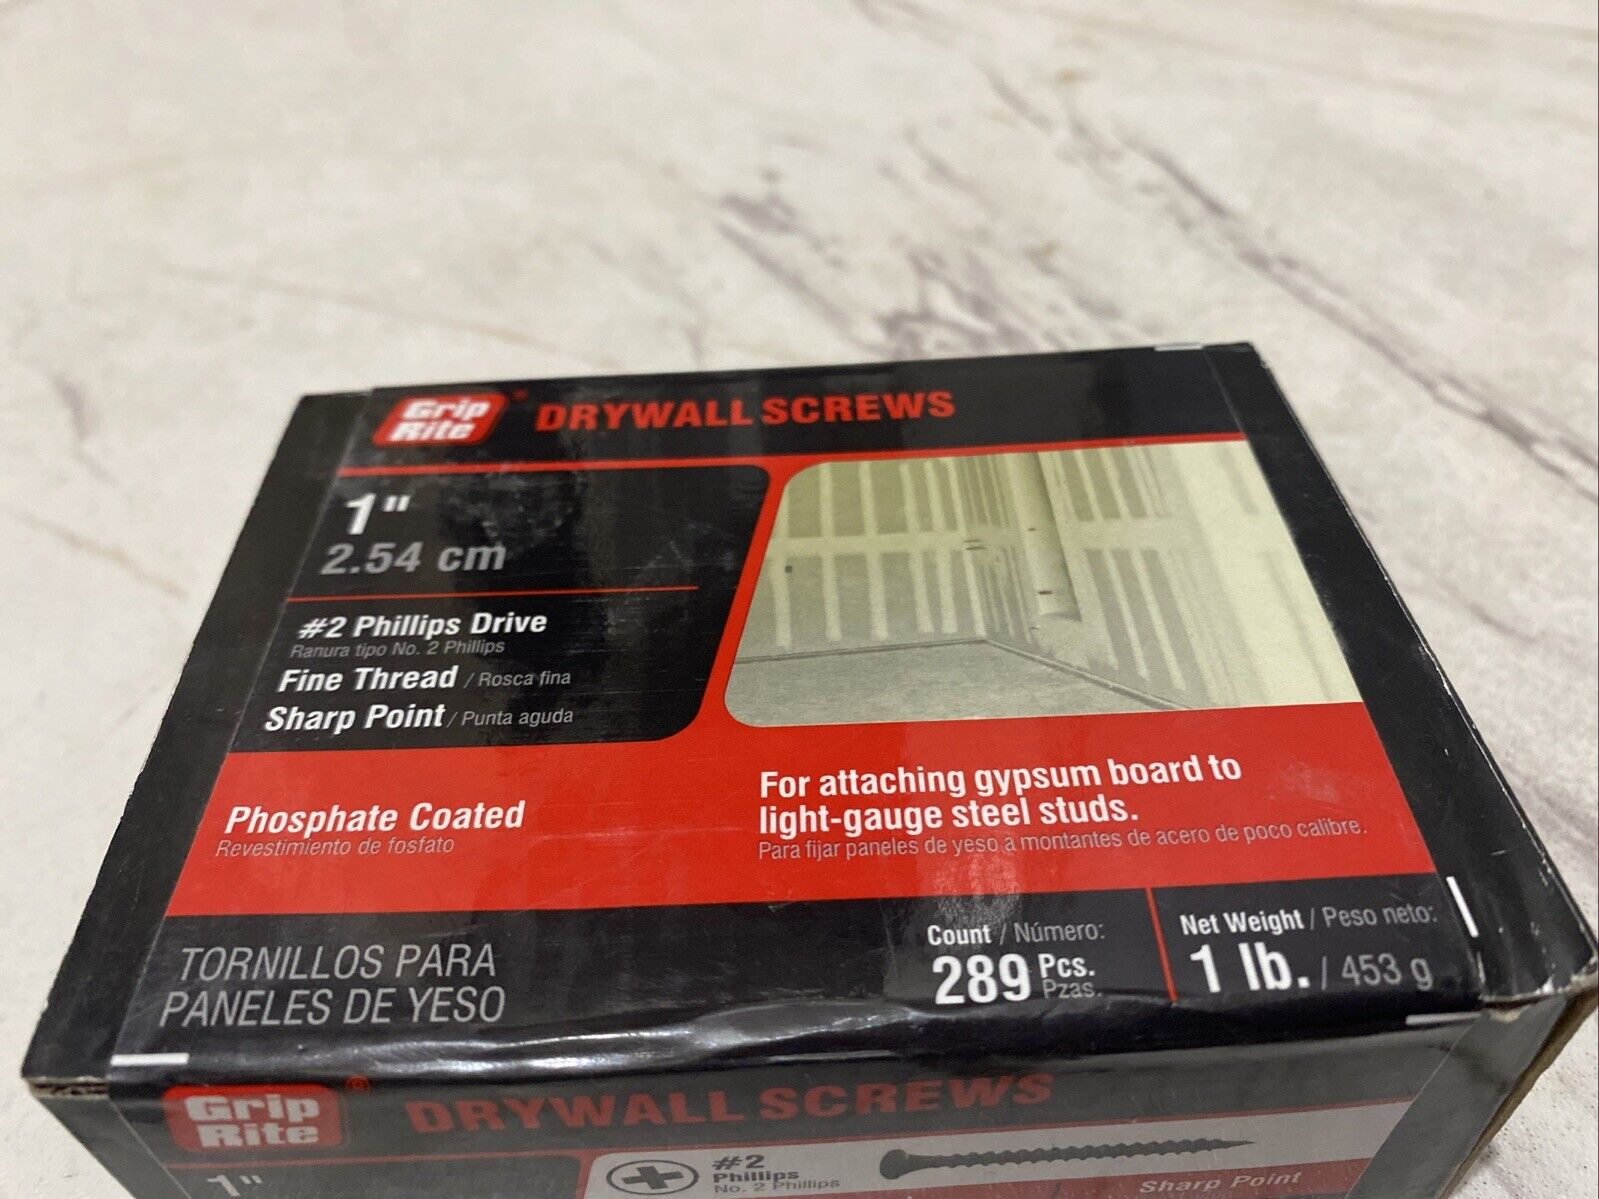 Grip Rite® DRYWALL SCREWS
1"
2.54 cm
#2 Phillips Drive
Ranura tipo No. 2 Phillips
Fine Thread / Rosca fina
Sharp Point / Punta aguda
Phosphate Coated
Revestimiento de fosfato
For attaching gypsum board to
light-gauge steel studs.
Para fijar paneles de yeso a montantes de acero de poco calibre.
TORNILLOS PARA
PANELES DE YESO
Count / Número:
289 Pcs.
Pzas.
Net Weight / Peso neto:
1 lb. / 453 g
Grip Rite® DRYWALL SCREWS
1"
#2
Phillips
No. 2 Phillips
Sharp Point